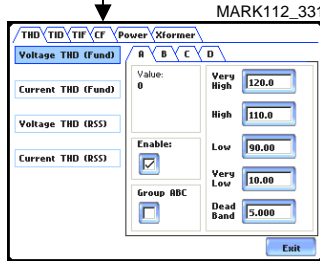 MARK112_331
THD TID TIF CF Power Xformer
Voltage THD (Fund)
Current THD (Fund)
Voltage THD (RSS)
Current THD (RSS)
A B C D
Value:
0
Enable:
Group ABC
Very High 120.0
High 110.0
Low 90.00
Very Low 10.00
Dead Band 5.000
Exit